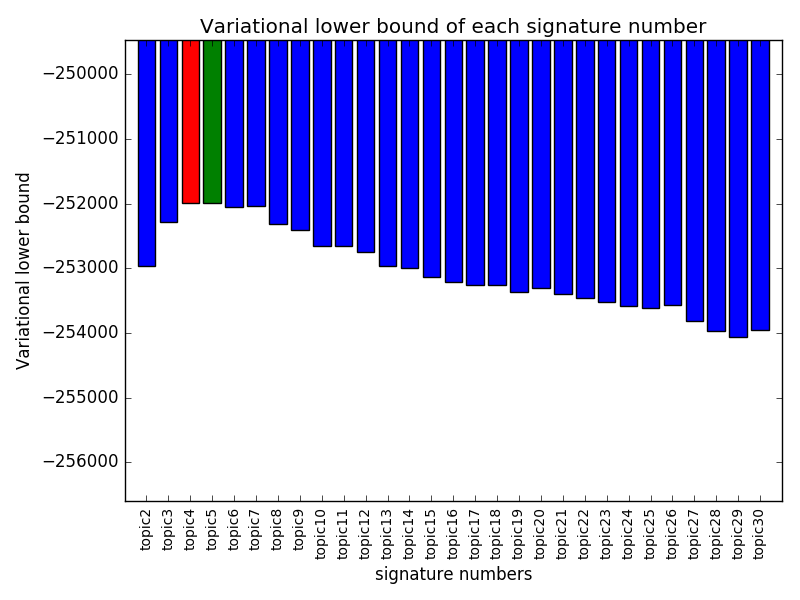 Variational lower bound of each signature number
Variational lower bound
−250000
−251000
−252000
−253000
−254000
−255000
−256000
topic2
topic3
topic4
topic5
topic6
topic7
topic8
topic9
topic10
topic11
topic12
topic13
topic14
topic15
topic16
topic17
topic18
topic19
topic20
topic21
topic22
topic23
topic24
topic25
topic26
topic27
topic28
topic29
topic30
signature numbers